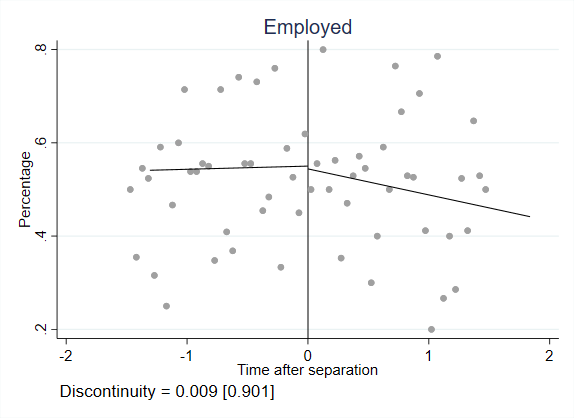 Employed
Percentage
.8
.6
.4
.2
-2 -1 0 1 2
Time after separation
Discontinuity = 0.009 [0.901]